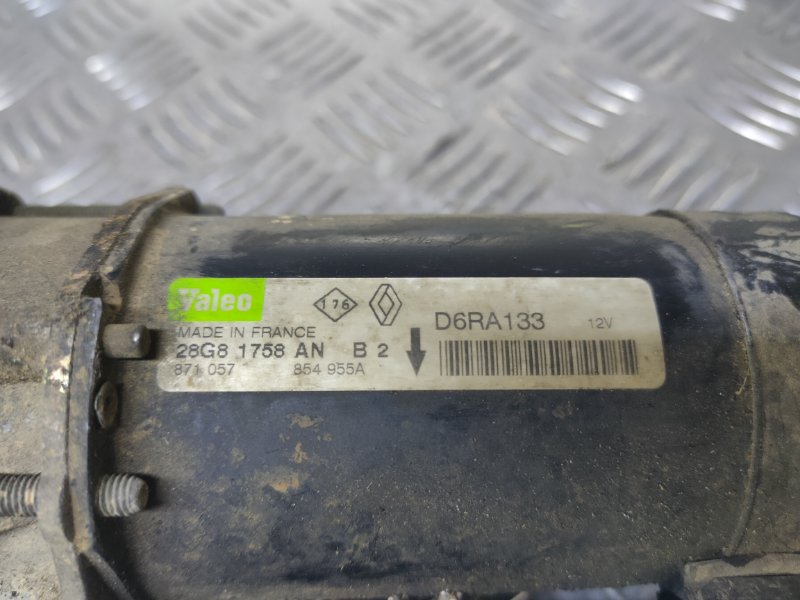 Valeo
176
D6RA133
12V
MADE IN FRANCE
28G8 1758 AN B 2
871 057 854 955A